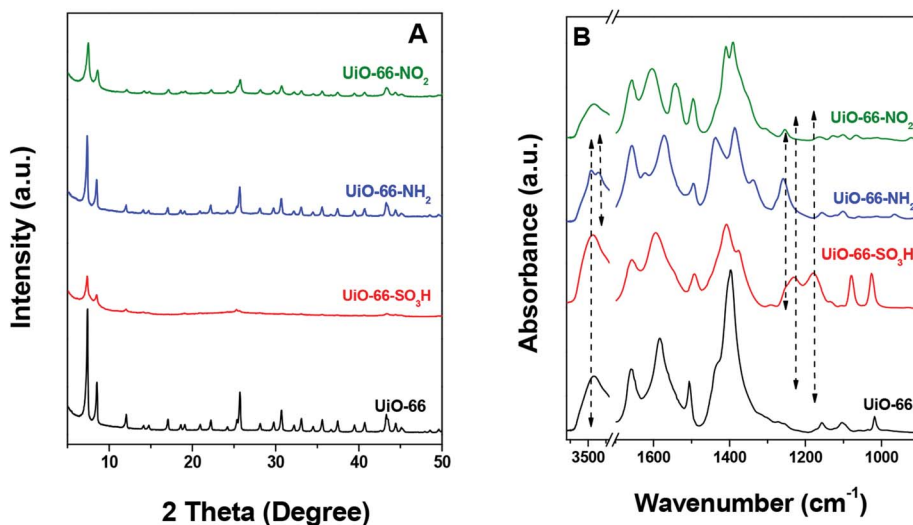 A
UiO-66-NO₂
UiO-66-NH₂
UiO-66-SO₃H
UiO-66
Intensity (a.u.)
10 20 30 40 50
2 Theta (Degree)
B
UiO-66-NO₂
UiO-66-NH₂
UiO-66-SO₃H
UiO-66
Absorbance (a.u.)
3500 1600 1400 1200 1000
Wavenumber (cm⁻¹)